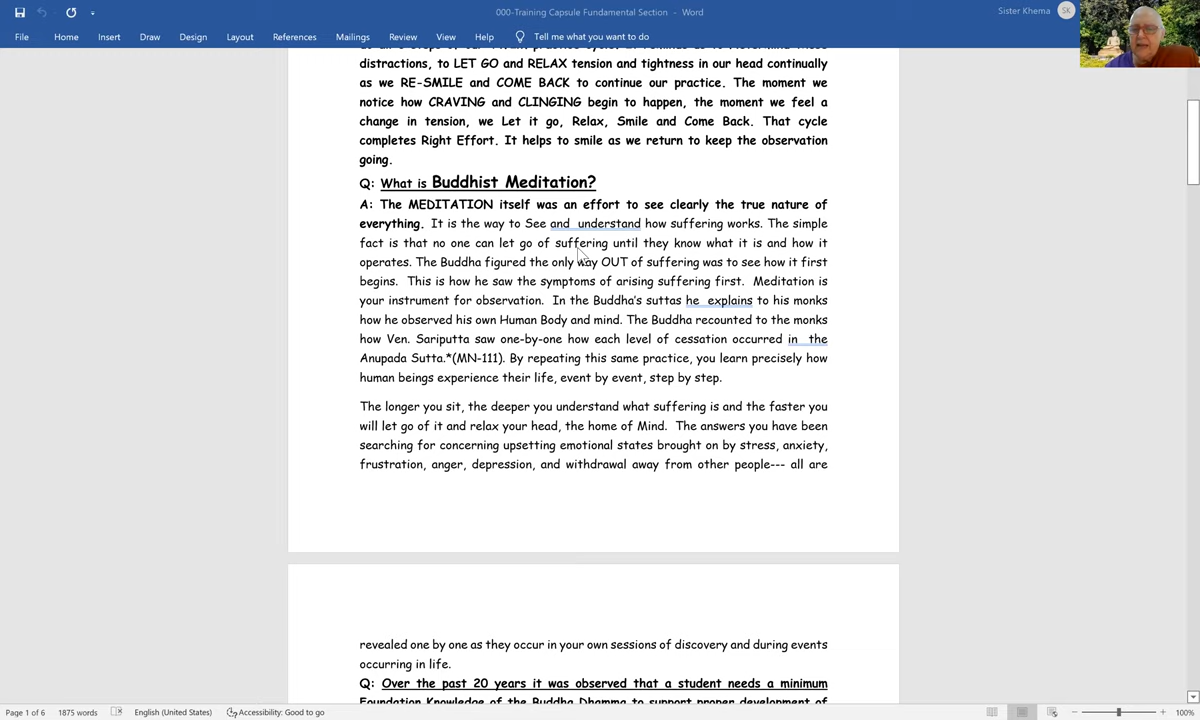 000-Training Capsule Fundamental Section - Word
Sister Khema SK
File Home Insert Draw Design Layout References Mailings Review View Help Tell me what you want to do
distractions, to LET GO and RELAX tension and tightness in our head continually
as we RE-SMILE and COME BACK to continue our practice. The moment we
notice how CRAVING and CLINGING begin to happen, the moment we feel a
change in tension, we Let it go, Relax, Smile and Come Back. That cycle
completes Right Effort. It helps to smile as we return to keep the observation
going.
Q: What is Buddhist Meditation?
A: The MEDITATION itself was an effort to see clearly the true nature of
everything. It is the way to See and understand how suffering works. The simple
fact is that no one can let go of suffering until they know what it is and how it
operates. The Buddha figured the only way OUT of suffering was to see how it first
begins. This is how he saw the symptoms of arising suffering first. Meditation is
your instrument for observation. In the Buddha's suttas he explains to his monks
how he observed his own Human Body and mind. The Buddha recounted to the monks
how Ven. Sariputta saw one-by-one how each level of cessation occurred in the
Anupada Sutta.*(MN-111). By repeating this same practice, you learn precisely how
human beings experience their life, event by event, step by step.
The longer you sit, the deeper you understand what suffering is and the faster you
will let go of it and relax your head, the home of Mind. The answers you have been
searching for concerning upsetting emotional states brought on by stress, anxiety,
frustration, anger, depression, and withdrawal away from other people--- all are
revealed one by one as they occur in your own sessions of discovery and during events
occurring in life.
Q: Over the past 20 years it was observed that a student needs a minimum
Foundation Knowledge of the Buddha Dhamma to support proper development of
Page 1 of 6 1875 words English (United States) Accessibility: Good to go 100%